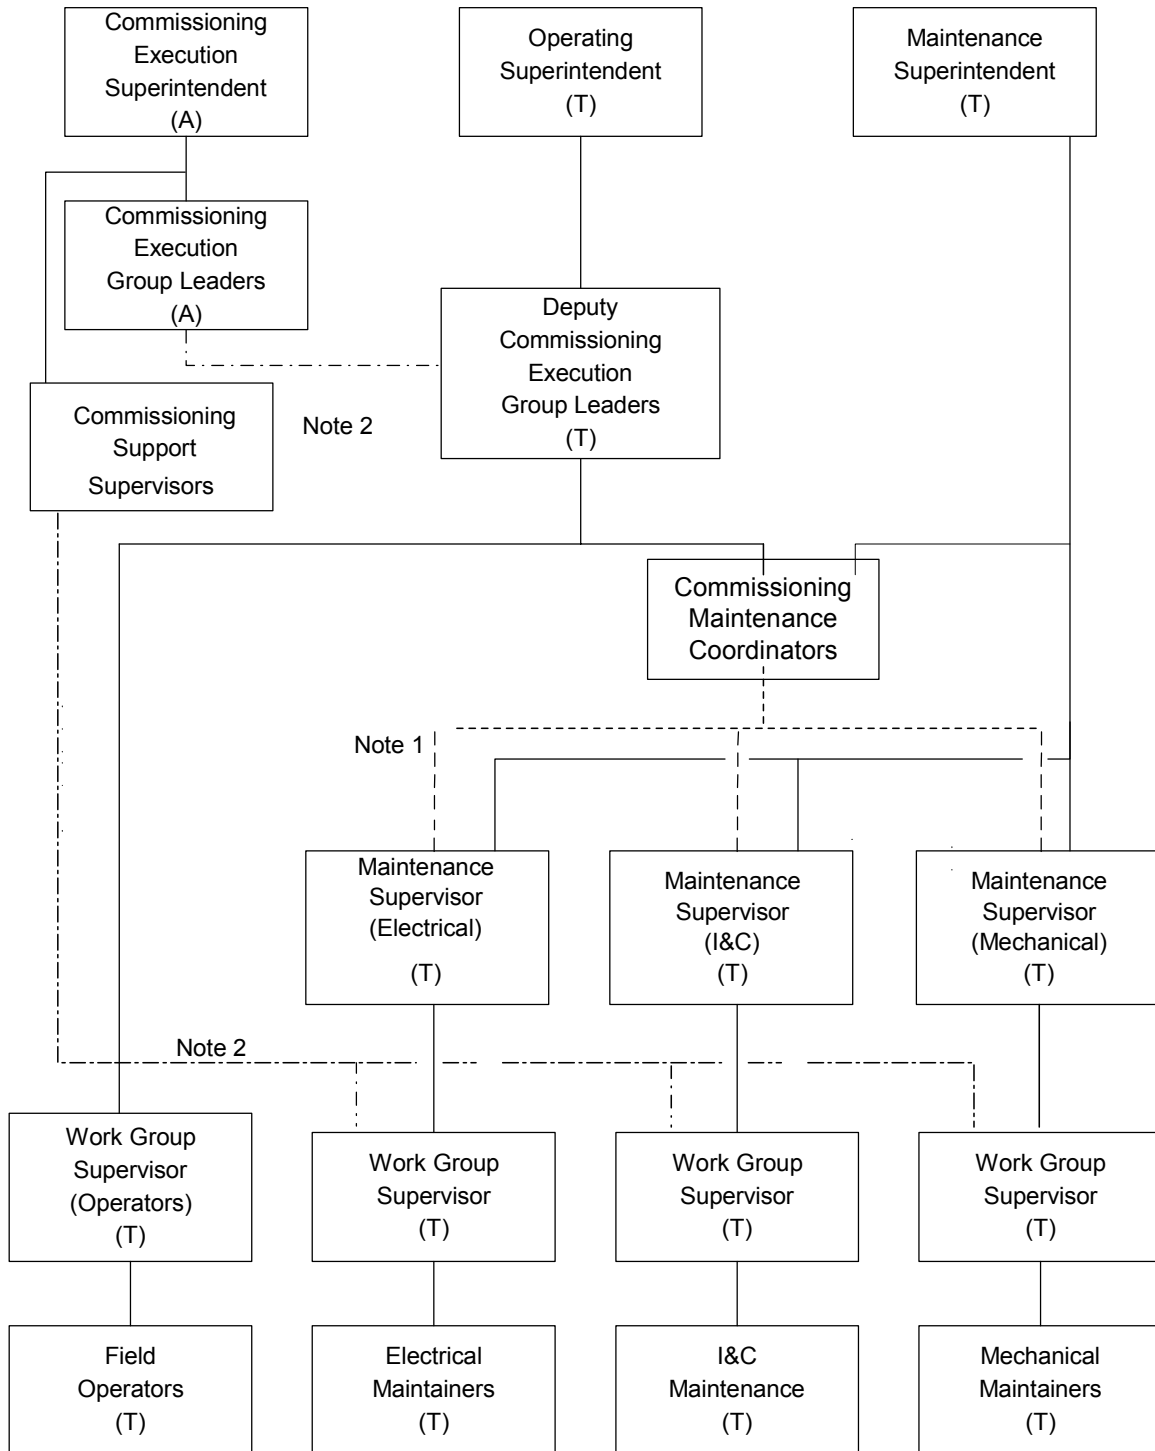 Commissioning
Execution
Superintendent
(A)
Operating
Superintendent
(T)
Maintenance
Superintendent
(T)
Commissioning
Execution
Group Leaders
(A)
Deputy
Commissioning
Execution
Group Leaders
(T)
Commissioning
Support
Supervisors
Note 2
Commissioning
Maintenance
Coordinators
Note 1
Maintenance
Supervisor
(Electrical)
(T)
Maintenance
Supervisor
(I&C)
(T)
Maintenance
Supervisor
(Mechanical)
(T)
Note 2
Work Group
Supervisor
(Operators)
(T)
Work Group
Supervisor
(T)
Work Group
Supervisor
(T)
Work Group
Supervisor
(T)
Field
Operators
(T)
Electrical
Maintainers
(T)
I&C
Maintenance
(T)
Mechanical
Maintainers
(T)